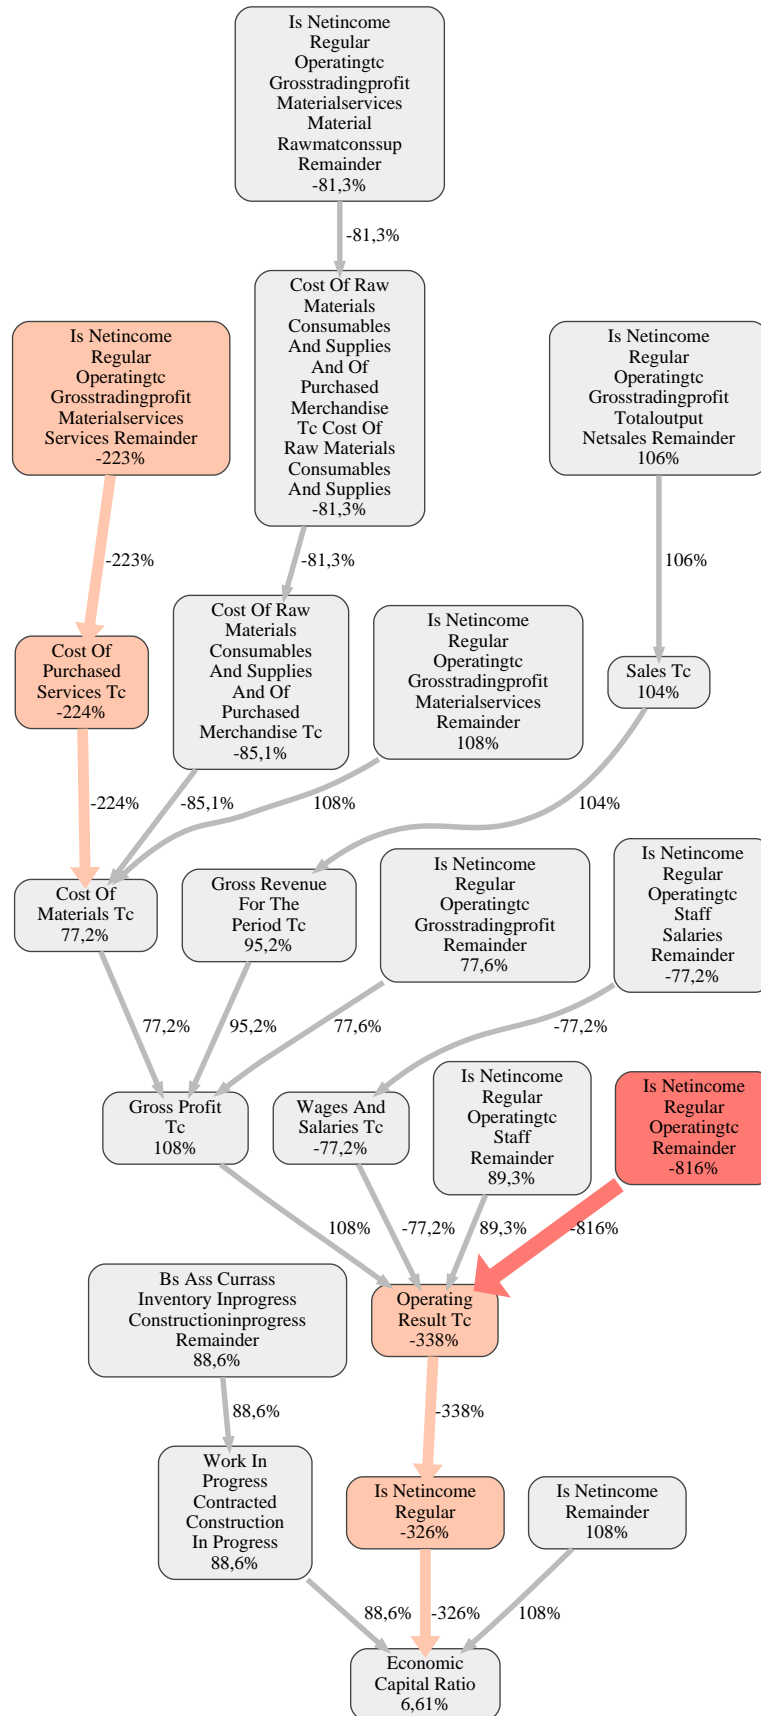 Is Netincome
Regular
Operatingtc
Grosstradingprofit
Materialservices
Material
Rawmatconssup
Remainder
-81,3%
-81,3%
Cost Of Raw
Materials
Consumables
And Supplies
And Of
Purchased
Merchandise
Tc Cost Of
Raw Materials
Consumables
And Supplies
-81,3%
Is Netincome
Regular
Operatingtc
Grosstradingprofit
Materialservices
Services Remainder
-223%
Is Netincome
Regular
Operatingtc
Grosstradingprofit
Totaloutput
Netsales Remainder
106%
-223%
-81,3%
106%
Cost Of
Purchased
Services Tc
-224%
Cost Of Raw
Materials
Consumables
And Supplies
And Of
Purchased
Merchandise Tc
-85,1%
Is Netincome
Regular
Operatingtc
Grosstradingprofit
Materialservices
Remainder
108%
Sales Tc
104%
-224%
-85,1%
108%
104%
Cost Of
Materials Tc
77,2%
Gross Revenue
For The
Period Tc
95,2%
Is Netincome
Regular
Operatingtc
Grosstradingprofit
Remainder
77,6%
Is Netincome
Regular
Operatingtc
Staff
Salaries
Remainder
-77,2%
77,2%
95,2%
77,6%
-77,2%
Gross Profit
Tc
108%
Wages And
Salaries Tc
-77,2%
Is Netincome
Regular
Operatingtc
Staff
Remainder
89,3%
Is Netincome
Regular
Operatingtc
Remainder
-816%
108%
-77,2%
89,3%
-816%
Bs Ass Currass
Inventory Inprogress
Constructioninprogress
Remainder
88,6%
Operating
Result Tc
-338%
88,6%
-338%
Work In
Progress
Contracted
Construction
In Progress
88,6%
Is Netincome
Regular
-326%
Is Netincome
Remainder
108%
88,6%
-326%
108%
Economic
Capital Ratio
6,61%